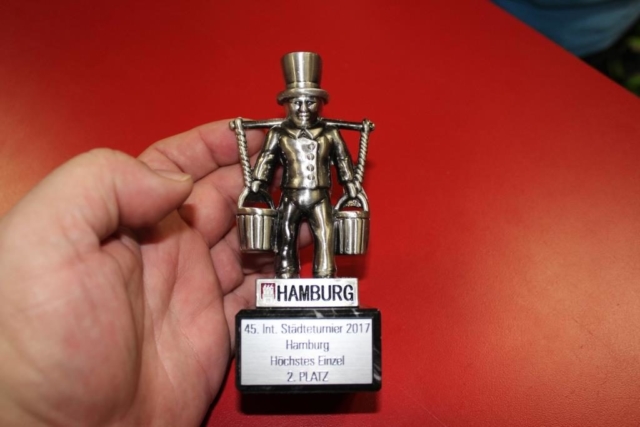 HAMBURG
45. Int. Städteturnier 2017
Hamburg
Höchstes Einzel
2. PLATZ